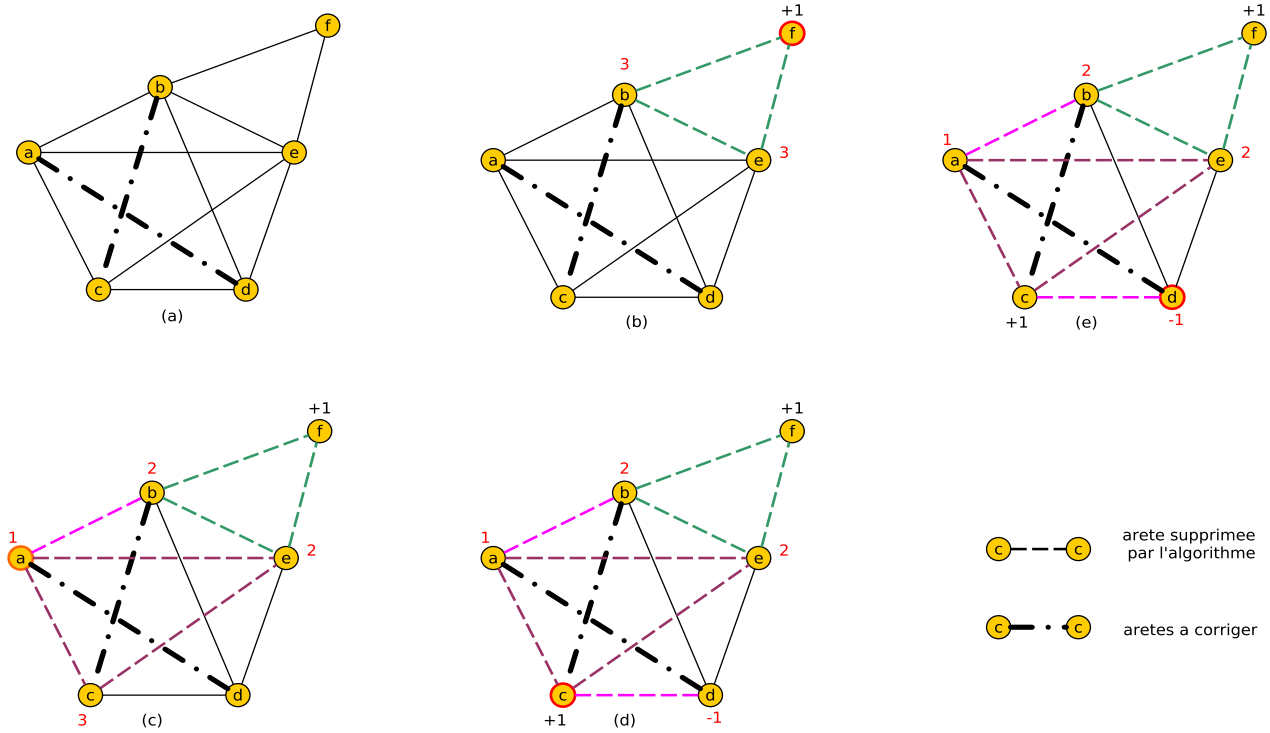 f
b
a
e
c
d
(a)
+1
f
3
b
a
e
3
c
d
(b)
+1
f
2
b
1
a
e
2
c
d
+1
(e)
-1
+1
f
2
b
1
a
e
2
c
d
3
(c)
+1
f
2
b
1
a
e
2
c
d
+1
(d)
-1
c
c
arete supprimee
par l'algorithme
c
c
aretes a corriger